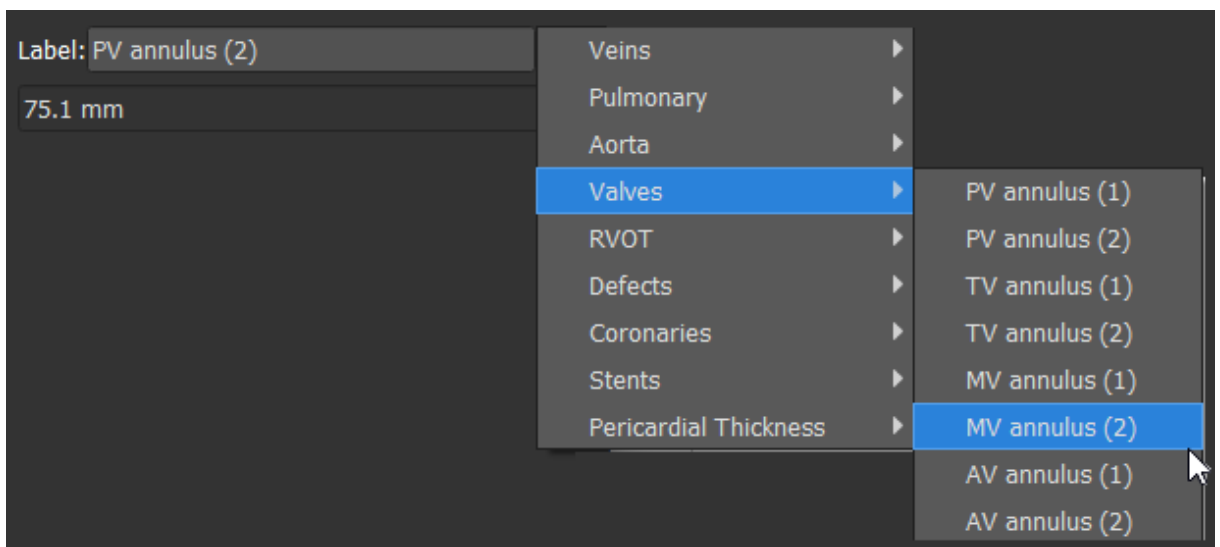 Label: PV annulus (2)
75.1 mm
Veins
Pulmonary
Aorta
Valves
RVOT
Defects
Coronaries
Stents
Pericardial Thickness
PV annulus (1)
PV annulus (2)
TV annulus (1)
TV annulus (2)
MV annulus (1)
MV annulus (2)
AV annulus (1)
AV annulus (2)